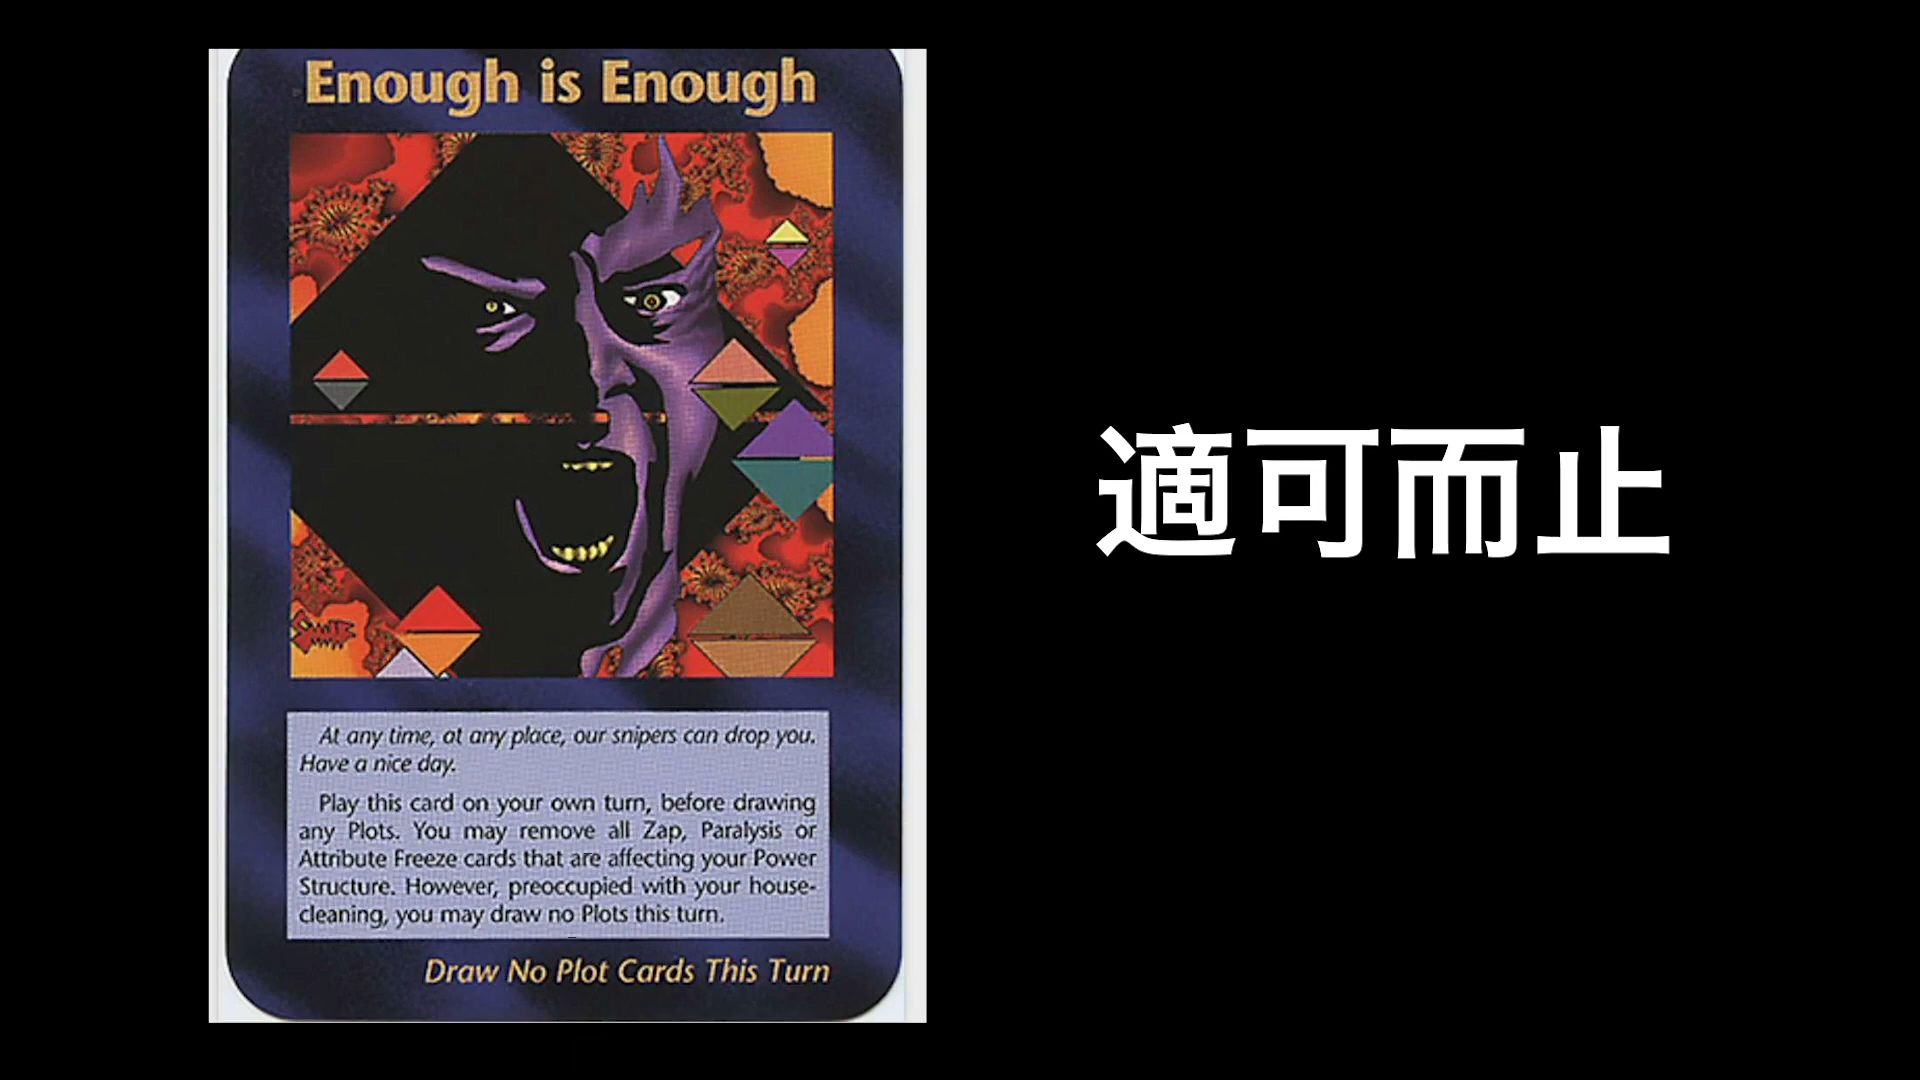 Enough is Enough
At any time, at any place, our snipers can drop you.
Have a nice day.
Play this card on your own turn, before drawing
any Plots. You may remove all Zap, Paralysis or
Attribute Freeze cards that are affecting your Power
Structure. However, preoccupied with your house-
cleaning, you may draw no Plots this turn.
Draw No Plot Cards This Turn
適可而止